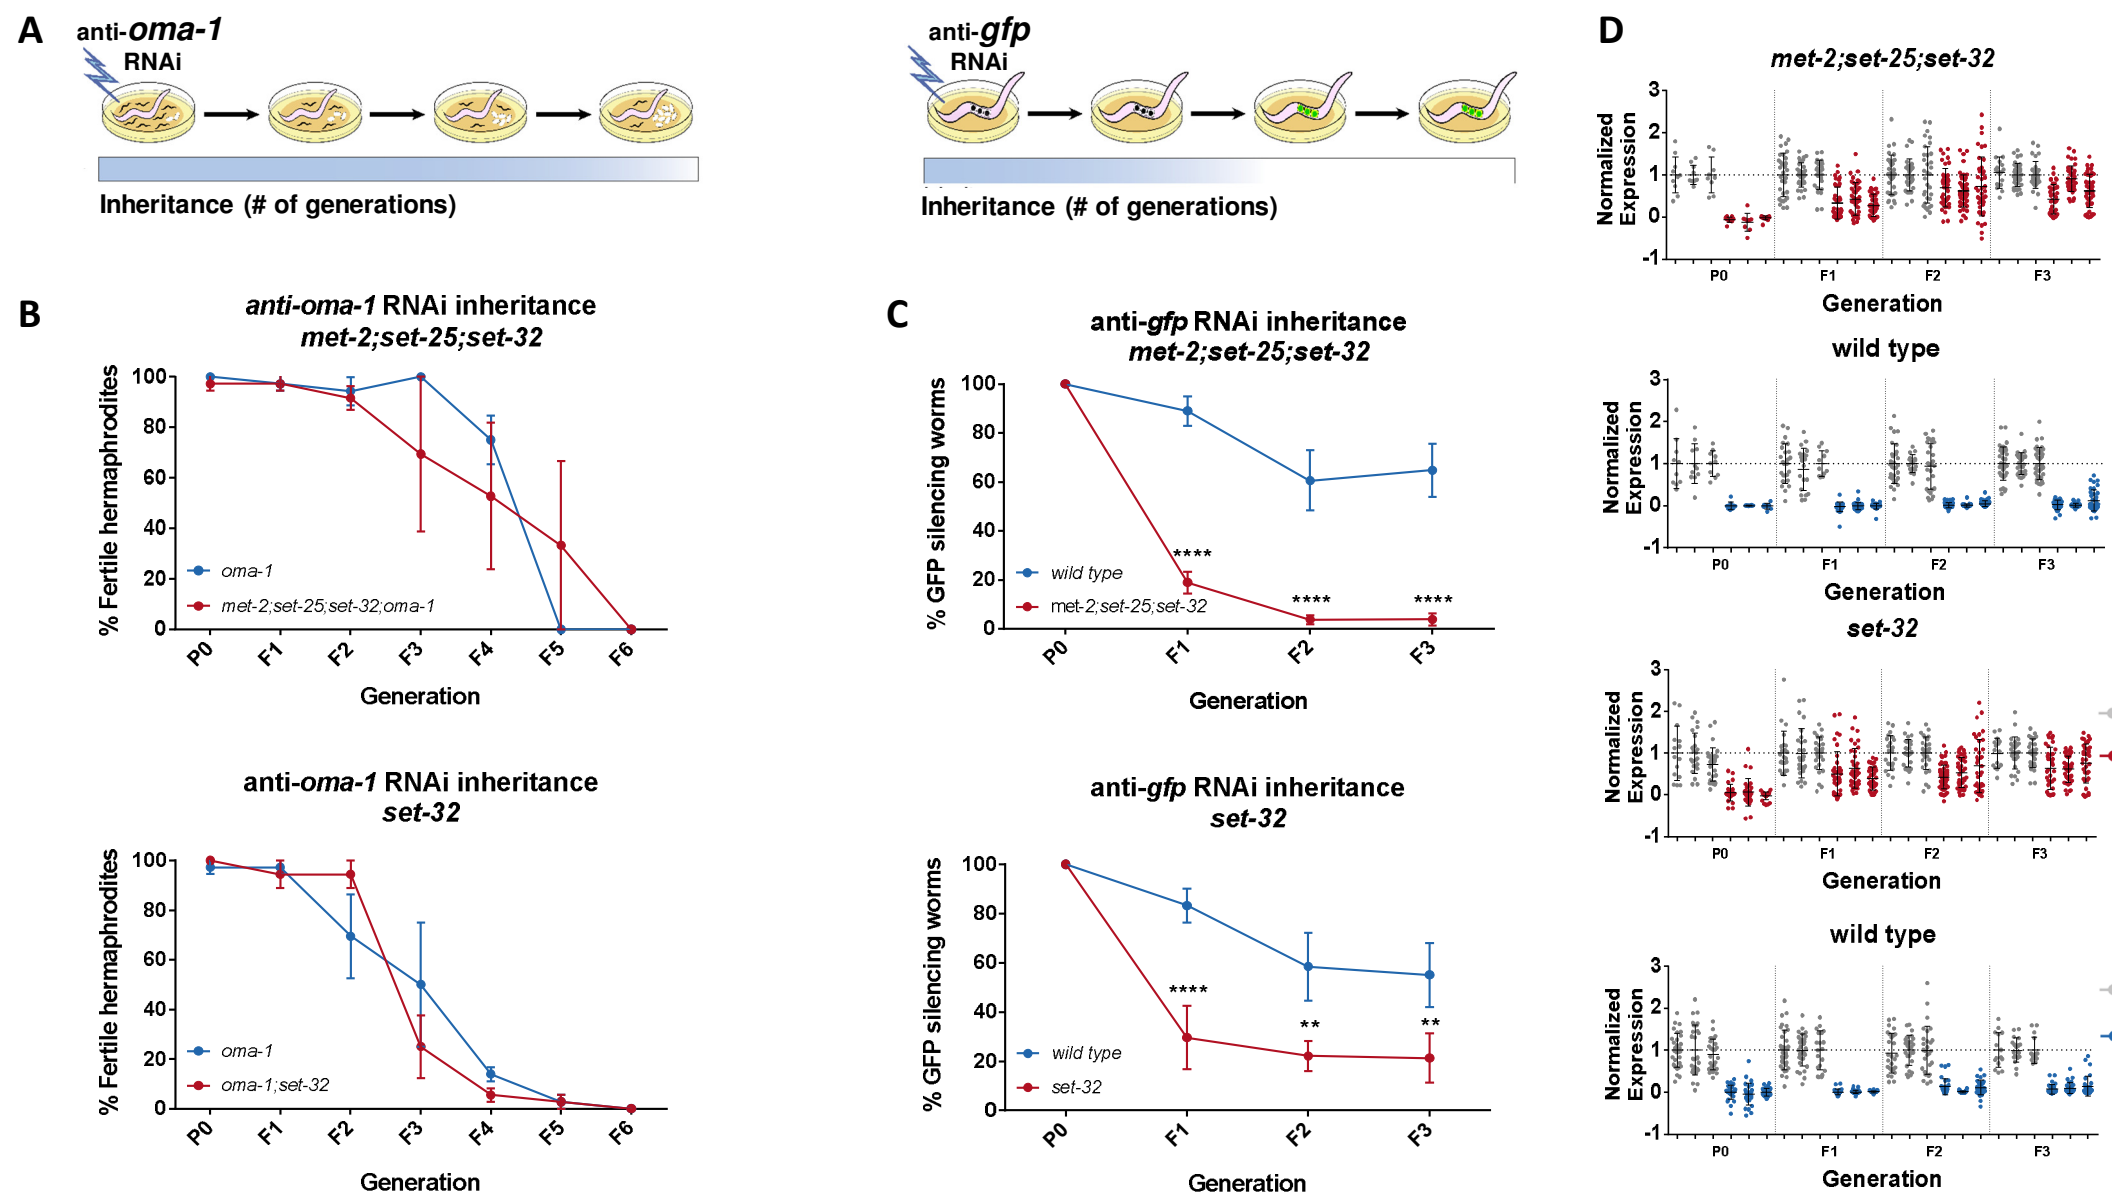 A
anti-oma-1
RNAi
Inheritance (# of generations)
anti-gfp
RNAi
Inheritance (# of generations)
B
anti-oma-1 RNAi inheritance
met-2;set-25;set-32
% Fertile hermaphrodites
100
80
60
40
20
0
oma-1
met-2;set-25;set-32;oma-1
P0
F1
F2
F3
F4
F5
F6
Generation
anti-oma-1 RNAi inheritance
set-32
% Fertile hermaphrodites
100
80
60
40
20
0
oma-1
oma-1;set-32
P0
F1
F2
F3
F4
F5
F6
Generation
C
anti-gfp RNAi inheritance
met-2;set-25;set-32
% GFP silencing worms
100
80
60
40
20
0
****
****
****
wild type
met-2;set-25;set-32
P0
F1
F2
F3
Generation
anti-gfp RNAi inheritance
set-32
% GFP silencing worms
100
80
60
40
20
0
****
**
**
wild type
set-32
P0
F1
F2
F3
Generation
D
met-2;set-25;set-32
Normalized
Expression
3
2
1
0
-1
P0
F1
F2
F3
Generation
wild type
Normalized
Expression
3
2
1
0
-1
P0
F1
F2
F3
Generation
set-32
Normalized
Expression
3
2
1
0
-1
P0
F1
F2
F3
Generation
wild type
Normalized
Expression
3
2
1
0
-1
P0
F1
F2
F3
Generation